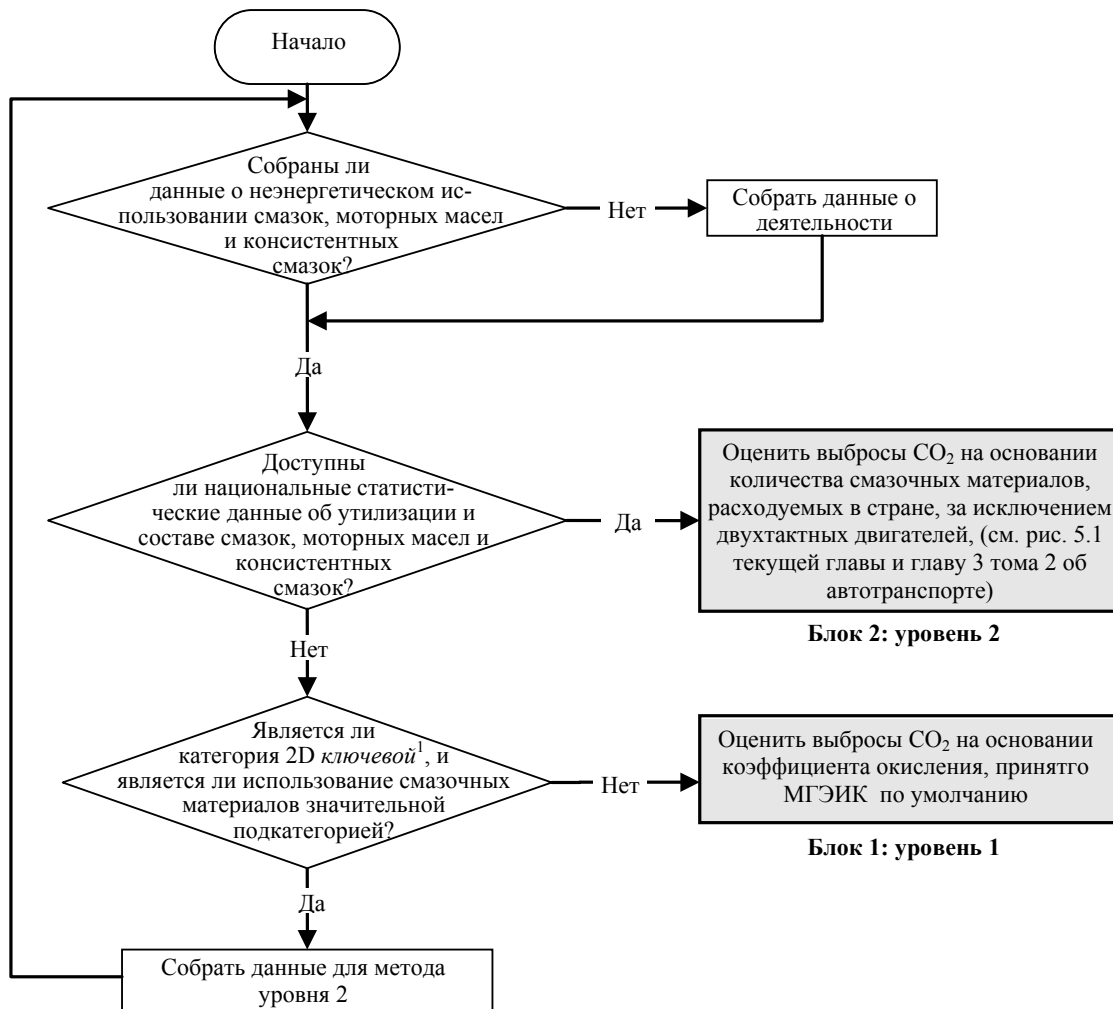 Начало
Собраны ли
данные о неэнергетическом ис-
пользовании смазок, моторных масел
и консистентных
смазок?
Нет
Собрать данные о
деятельности
Да
Доступны
ли национальные статисти-
ческие данные об утилизации и
составе смазок, моторных масел и
консистентных
смазок?
Да
Оценить выбросы CO₂ на основании
количества смазочных материалов,
расходуемых в стране, за исключением
двухтактных двигателей, (см. рис. 5.1
текущей главы и главу 3 тома 2 об
автотранспорте)
Блок 2: уровень 2
Нет
Является ли
категория 2D ключевой¹, и
является ли использование смазочных
материалов значительной
подкатегорией?
Нет
Оценить выбросы CO₂ на основании
коэффициента окисления, принятго
МГЭИК по умолчанию
Блок 1: уровень 1
Да
Собрать данные для метода
уровня 2